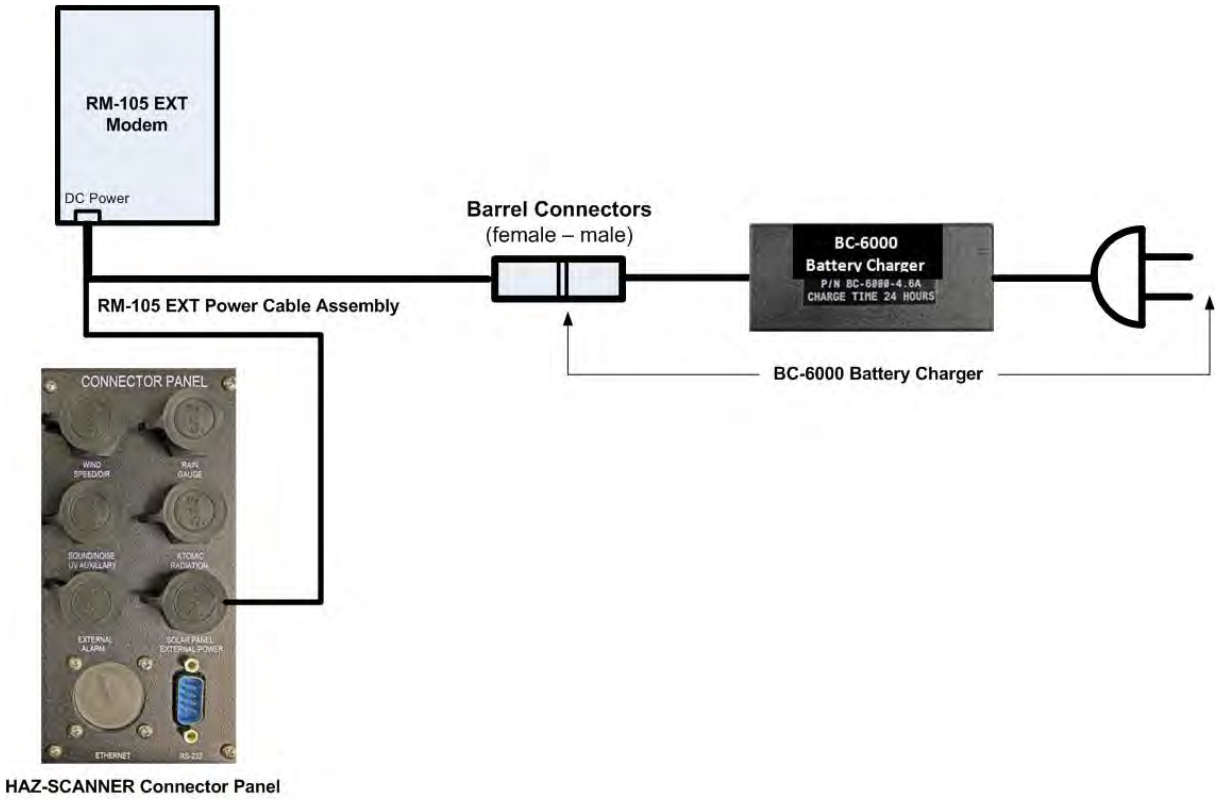 RM-105 EXT
Modem
DC Power
Barrel Connectors
(female – male)
BC-6000
Battery Charger
P/N BC-6000-4.6A
CHARGE TIME 24 HOURS
RM-105 EXT Power Cable Assembly
BC-6000 Battery Charger
CONNECTOR PANEL
WIND
SPEED/DIR
RAIN
GAUGE
SOUND/NOISE
UV AUXILLARY
ATOMIC
RADIATION
EXTERNAL
ALARM
SOLAR PANEL
EXTERNAL POWER
ETHERNET
RS-232
HAZ-SCANNER Connector Panel